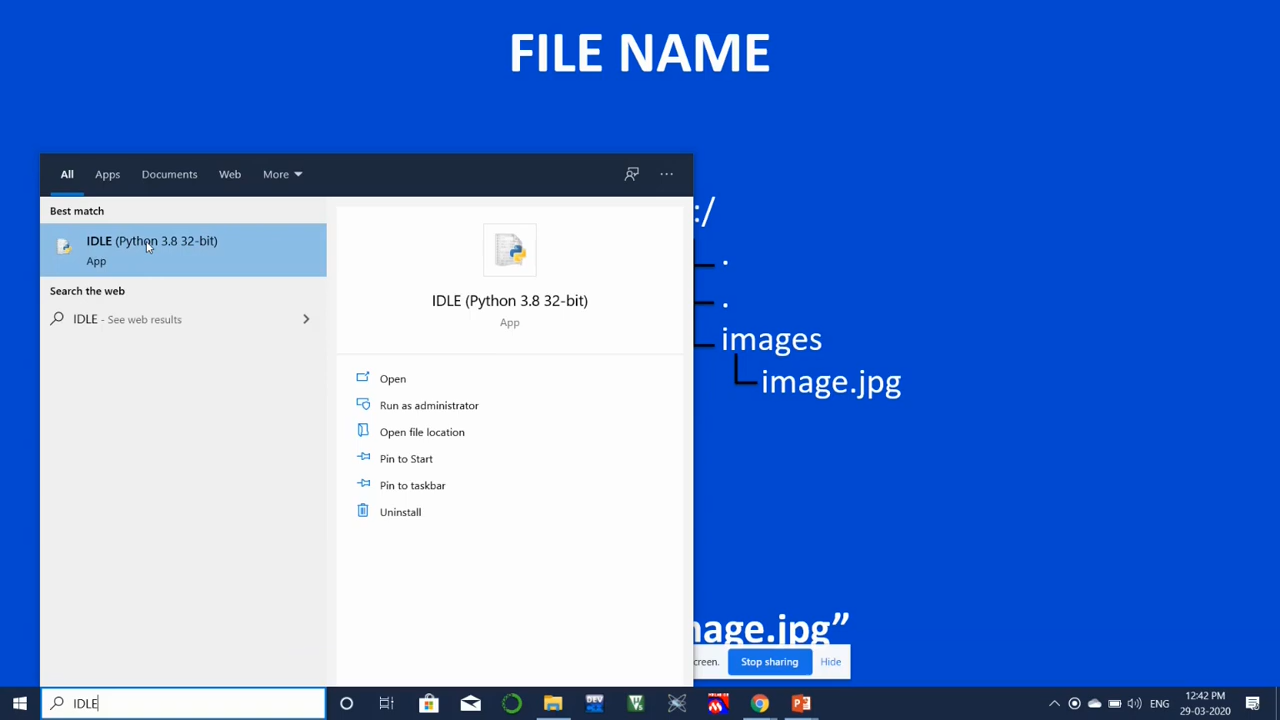 FILE NAME
All Apps Documents Web More
Best match
IDLE (Python 3.8 32-bit)
App
Search the web
IDLE - See web results
IDLE (Python 3.8 32-bit)
App
Open
Run as administrator
Open file location
Pin to Start
Pin to taskbar
Uninstall
:/
.
.
images
image.jpg
mage.jpg”
creen. Stop sharing Hide
IDLE
DEV
ENG
12:42 PM
29-03-2020